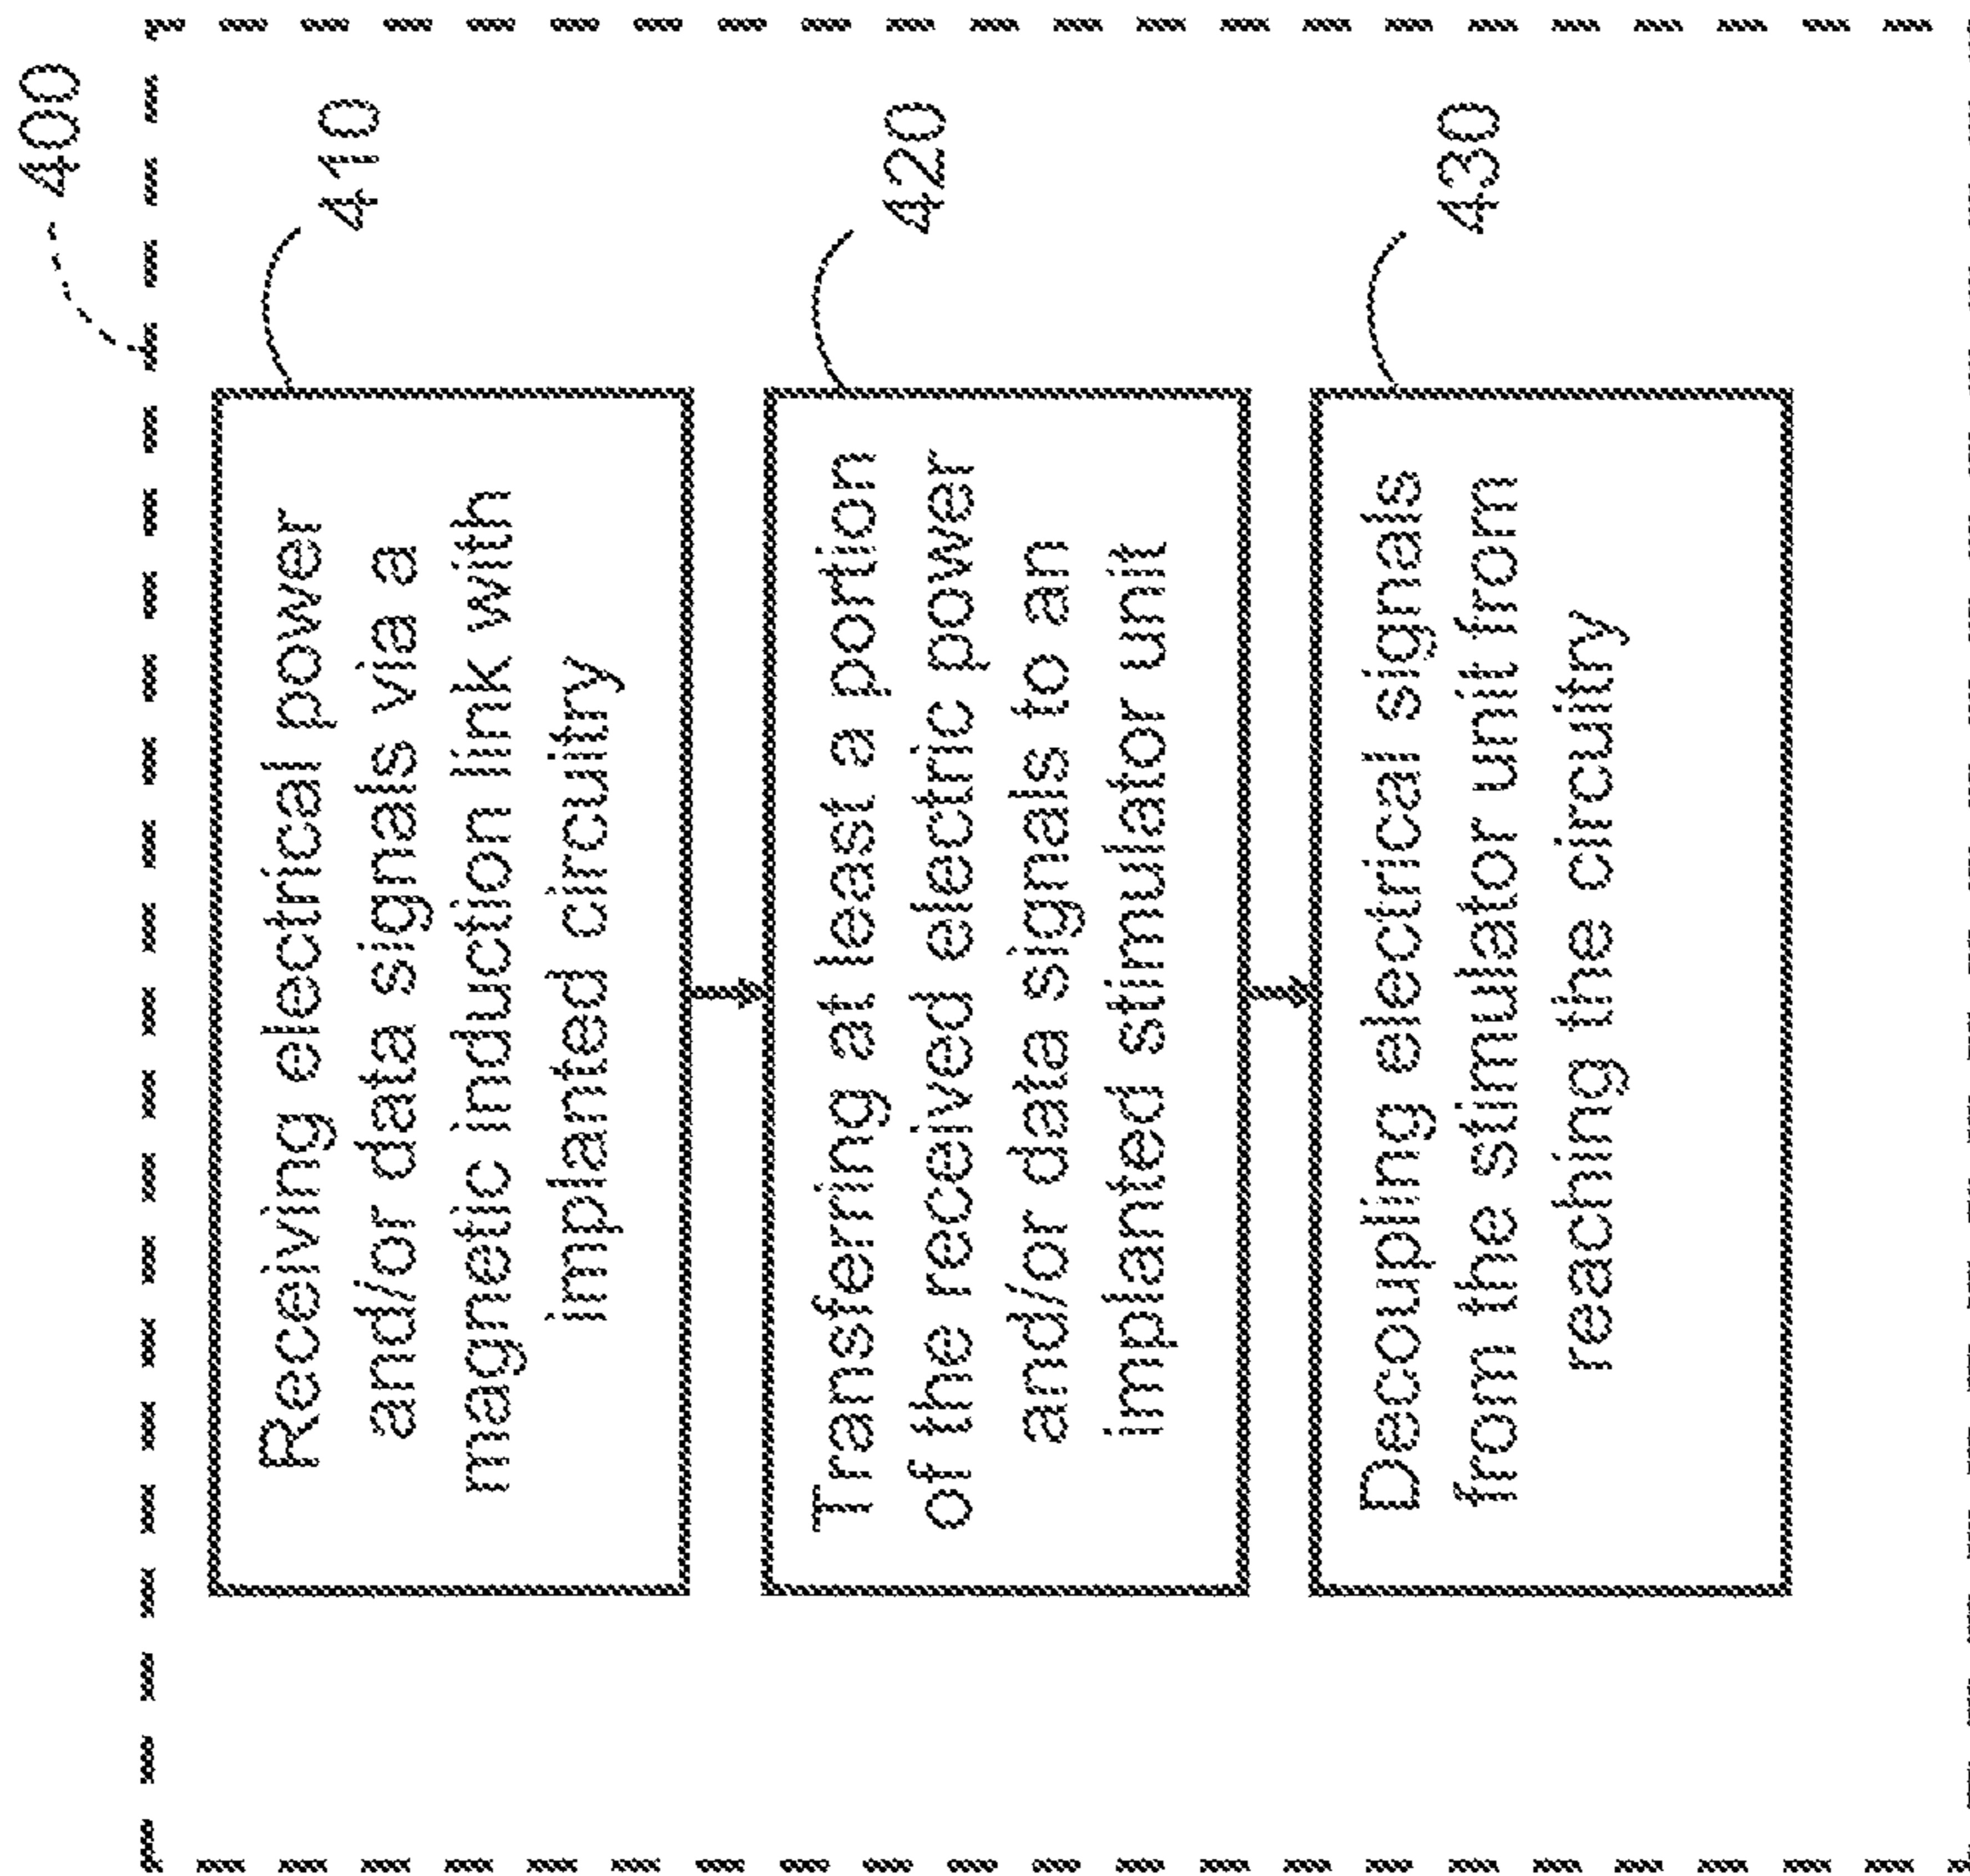 400
410
Receiving electrical power
and/or data signals via a
magnetic induction link with
implanted circuitry
420
Transferring at least a portion
of the received electric power
and/or data signals to an
implanted stimulator unit
430
Decoupling electrical signals
from the stimulator unit from
reaching the circuitry